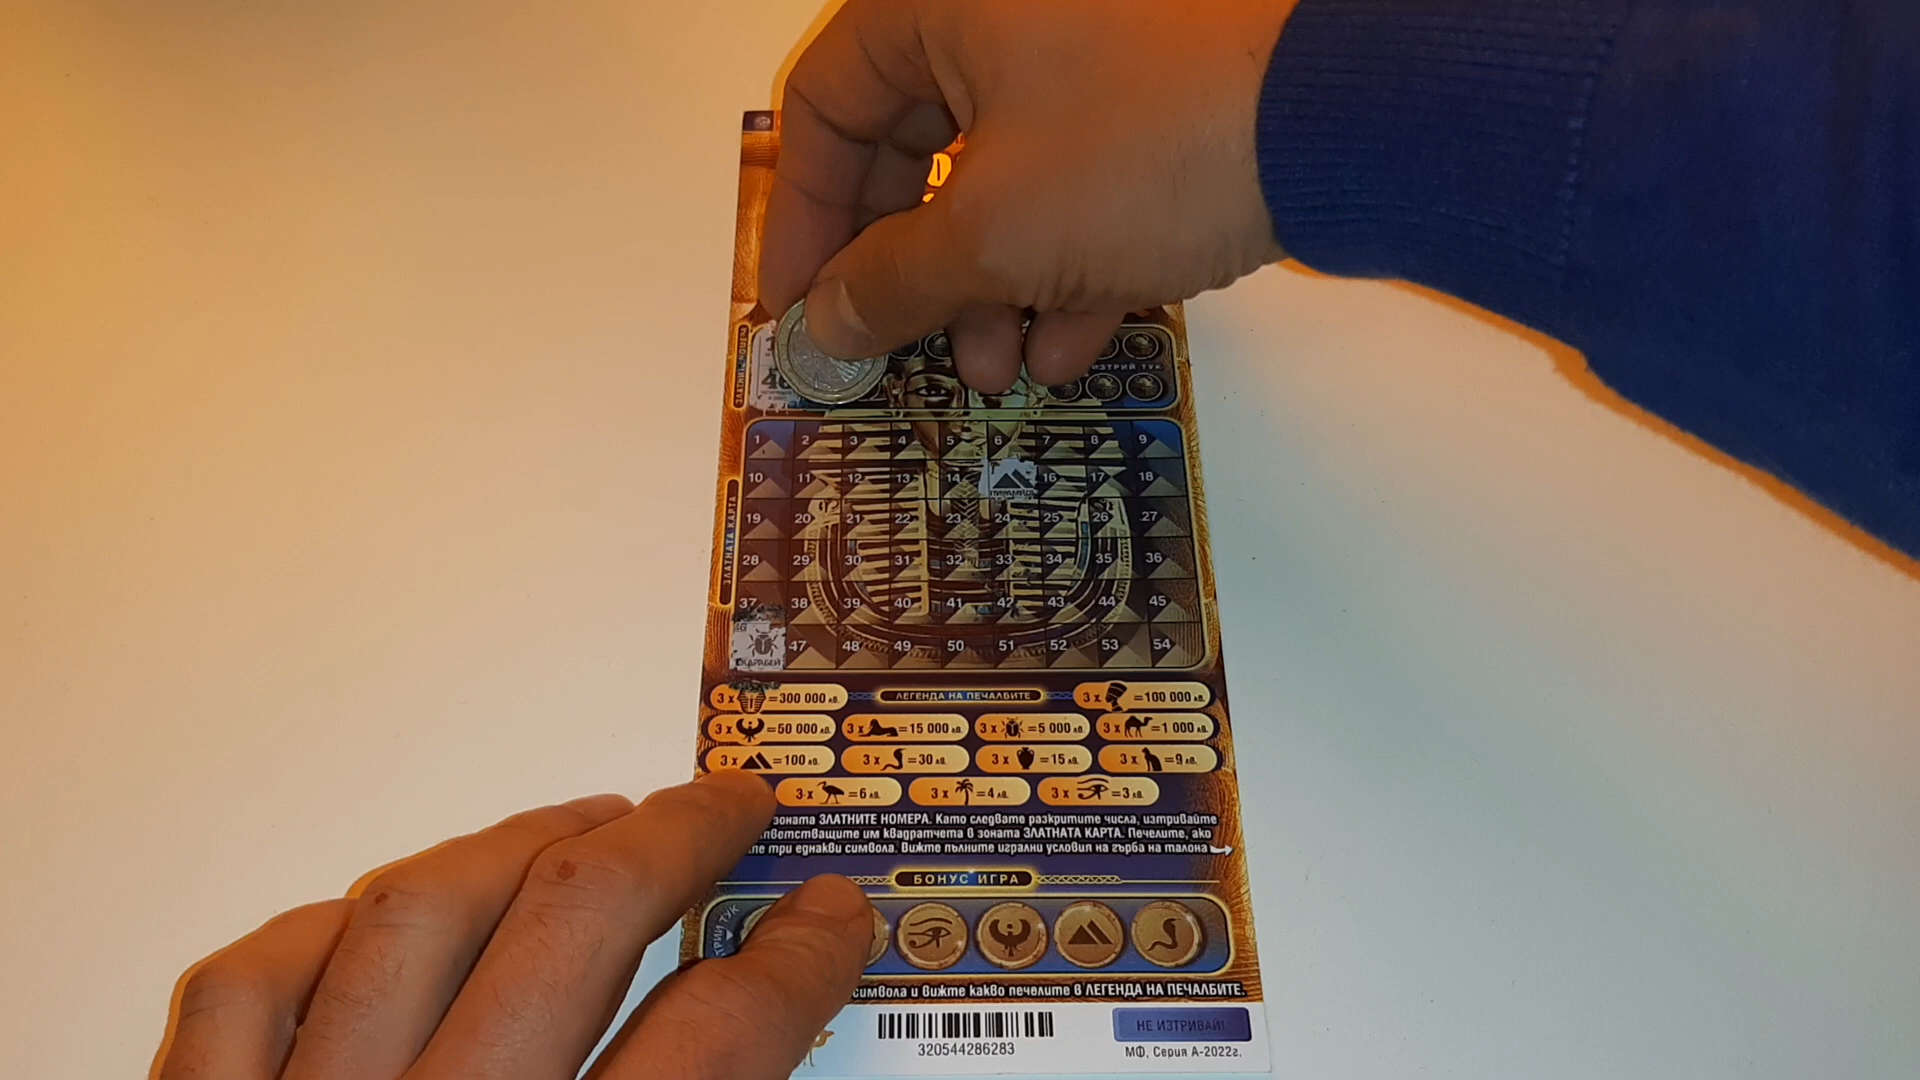 ЗЛАТНИТЕ НОМЕРА
ИЗТРИЙ ТУК
ЗЛАТНАТА КАРТА
1 2 3 4 5 6 7 8 9
10 11 12 13 14 ПИРАМИДА 16 17 18
19 20 21 22 23 24 25 26 27
28 29 30 31 32 33 34 35 36
37 38 39 40 41 42 43 44 45
46 СКАРАБЕЙ 47 48 49 50 51 52 53 54
3 x =300 000 лв. ЛЕГЕНДА НА ПЕЧАЛБИТЕ 3 x =100 000 лв.
3 x =50 000 лв. 3 x =15 000 лв. 3 x =5 000 лв. 3 x =1 000 лв.
3 x =100 лв. 3 x =30 лв. 3 x =15 лв. 3 x =9 лв.
3 x =6 лв. 3 x =4 лв. 3 x =3 лв.
зоната ЗЛАТНИТЕ НОМЕРА. Като следвате разкритите числа, изтривайте
им квадратчета в зоната ЗЛАТНАТА КАРТА. Печелите, ако
три еднакви символа. Вижте пълните игрални условия на гърба на талона
БОНУС ИГРА
ТУК
символа и вижте какво печелите в ЛЕГЕНДА НА ПЕЧАЛБИТЕ.
320544286283
НЕ ИЗТРИВАЙ!
МФ, Серия А-2022г.